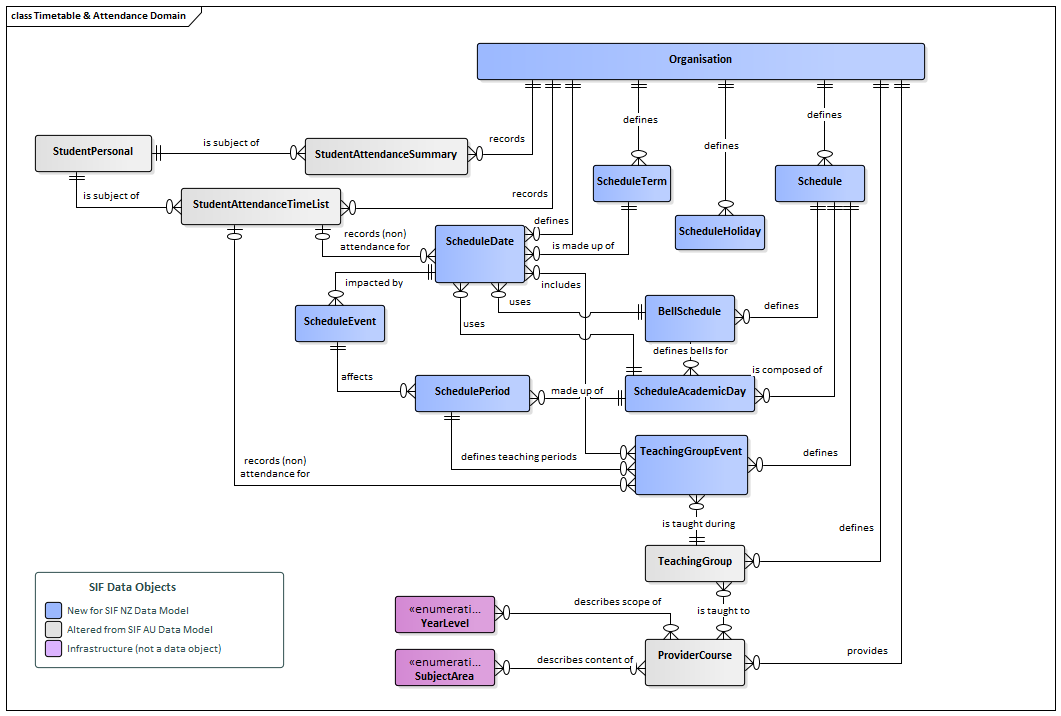 class Timetable & Attendance Domain
Organisation
defines
defines
defines
records
StudentPersonal
is subject of
StudentAttendanceSummary
ScheduleTerm
Schedule
is subject of
StudentAttendanceTimeList
records
defines
ScheduleHoliday
records (non)
attendance for
ScheduleDate
is made up of
impacted by
includes
uses
uses
ScheduleEvent
BellSchedule
defines
defines bells for
is composed of
affects
SchedulePeriod
made up of
ScheduleAcademicDay
records (non)
attendance for
defines teaching periods
TeachingGroupEvent
defines
is taught during
defines
TeachingGroup
SIF Data Objects
New for SIF NZ Data Model
Altered from SIF AU Data Model
Infrastructure (not a data object)
«enumerati...
YearLevel
describes scope of
is taught to
«enumerati...
SubjectArea
describes content of
ProviderCourse
provides